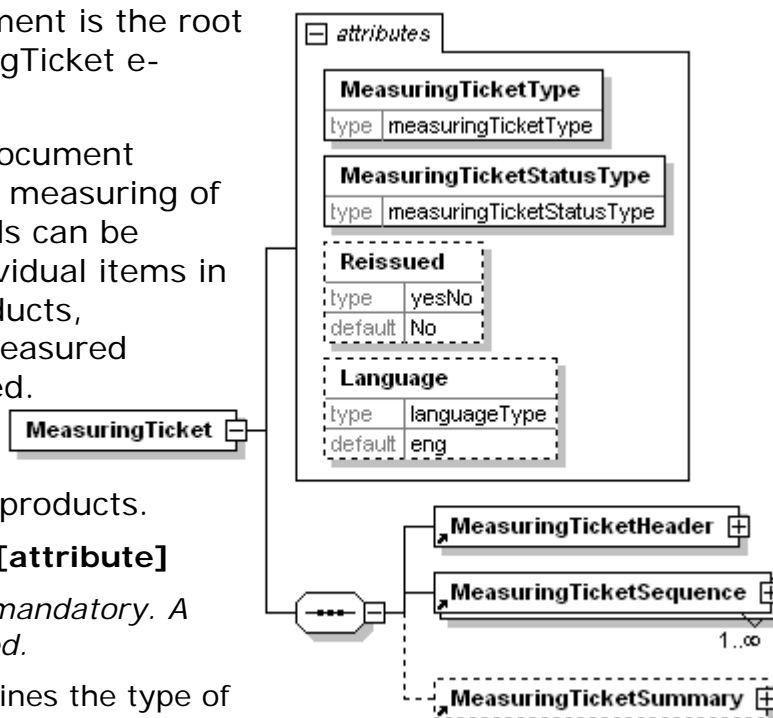 ment is the root
gTicket e-
ocument
measuring of
ls can be
vidual items in
ducts,
easured
ed.
products.
[attribute]
mandatory. A
ed.
ines the type of
attributes
MeasuringTicketType
type measuringTicketType
MeasuringTicketStatusType
type measuringTicketStatusType
Reissued
type yesNo
default No
Language
type languageType
default eng
MeasuringTicket
MeasuringTicketHeader
MeasuringTicketSequence
1..∞
MeasuringTicketSummary